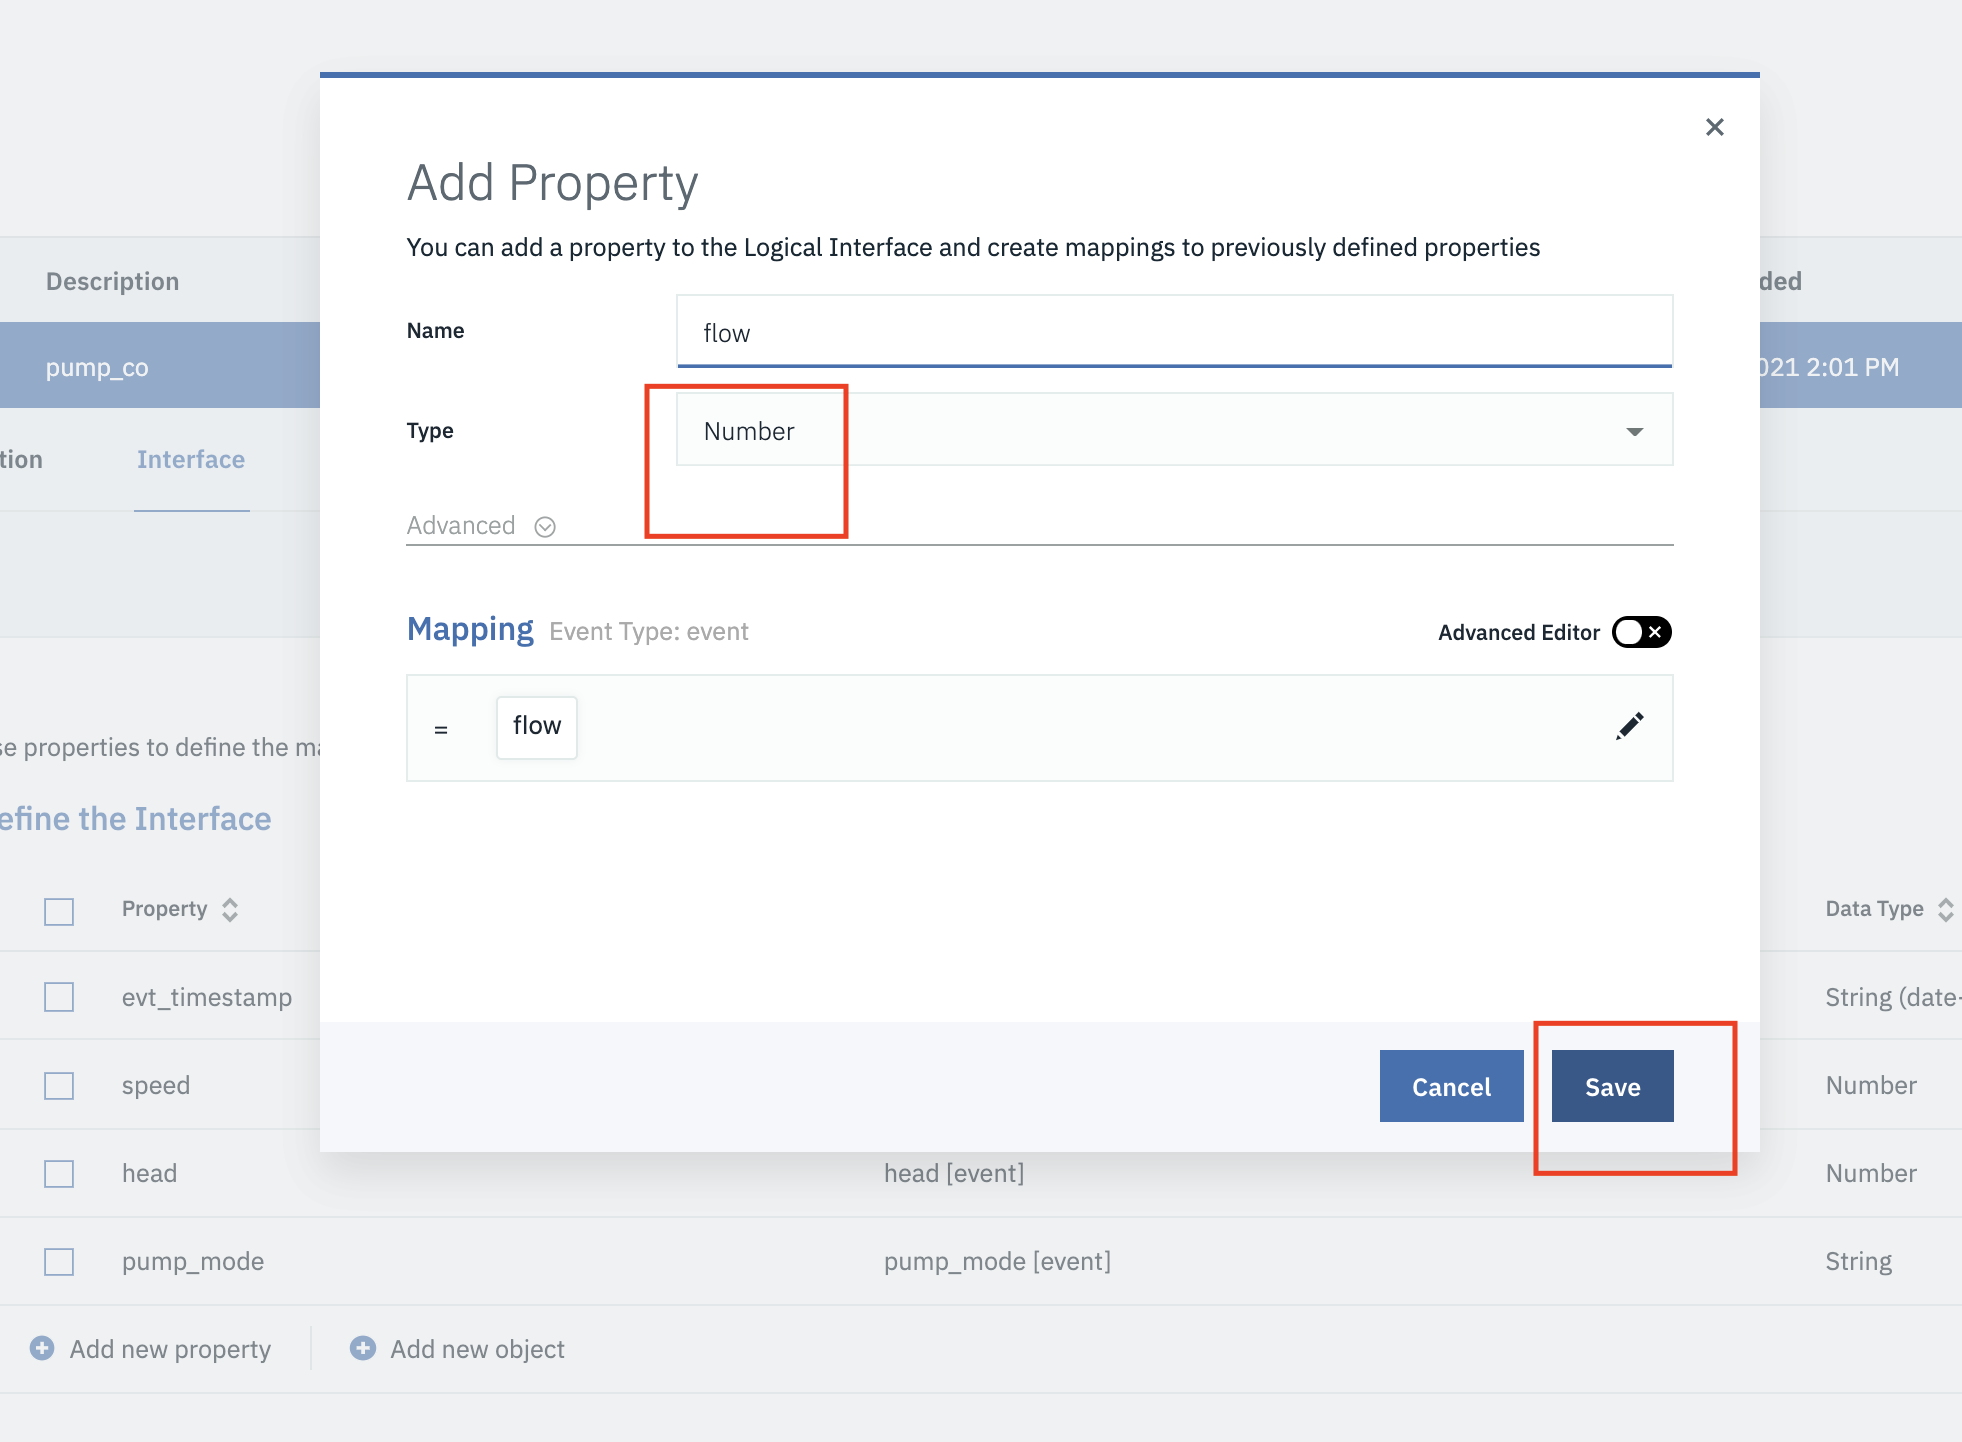 Add Property
You can add a property to the Logical Interface and create mappings to previously defined properties
Description
ded
Name
flow
pump_co
021 2:01 PM
Type
Number
tion
Interface
Advanced
Mapping Event Type: event
Advanced Editor
= flow
se properties to define the ma
efine the Interface
Property
Data Type
evt_timestamp
String (date-
Cancel
Save
speed
Number
head
head [event]
Number
pump_mode
pump_mode [event]
String
Add new property
Add new object